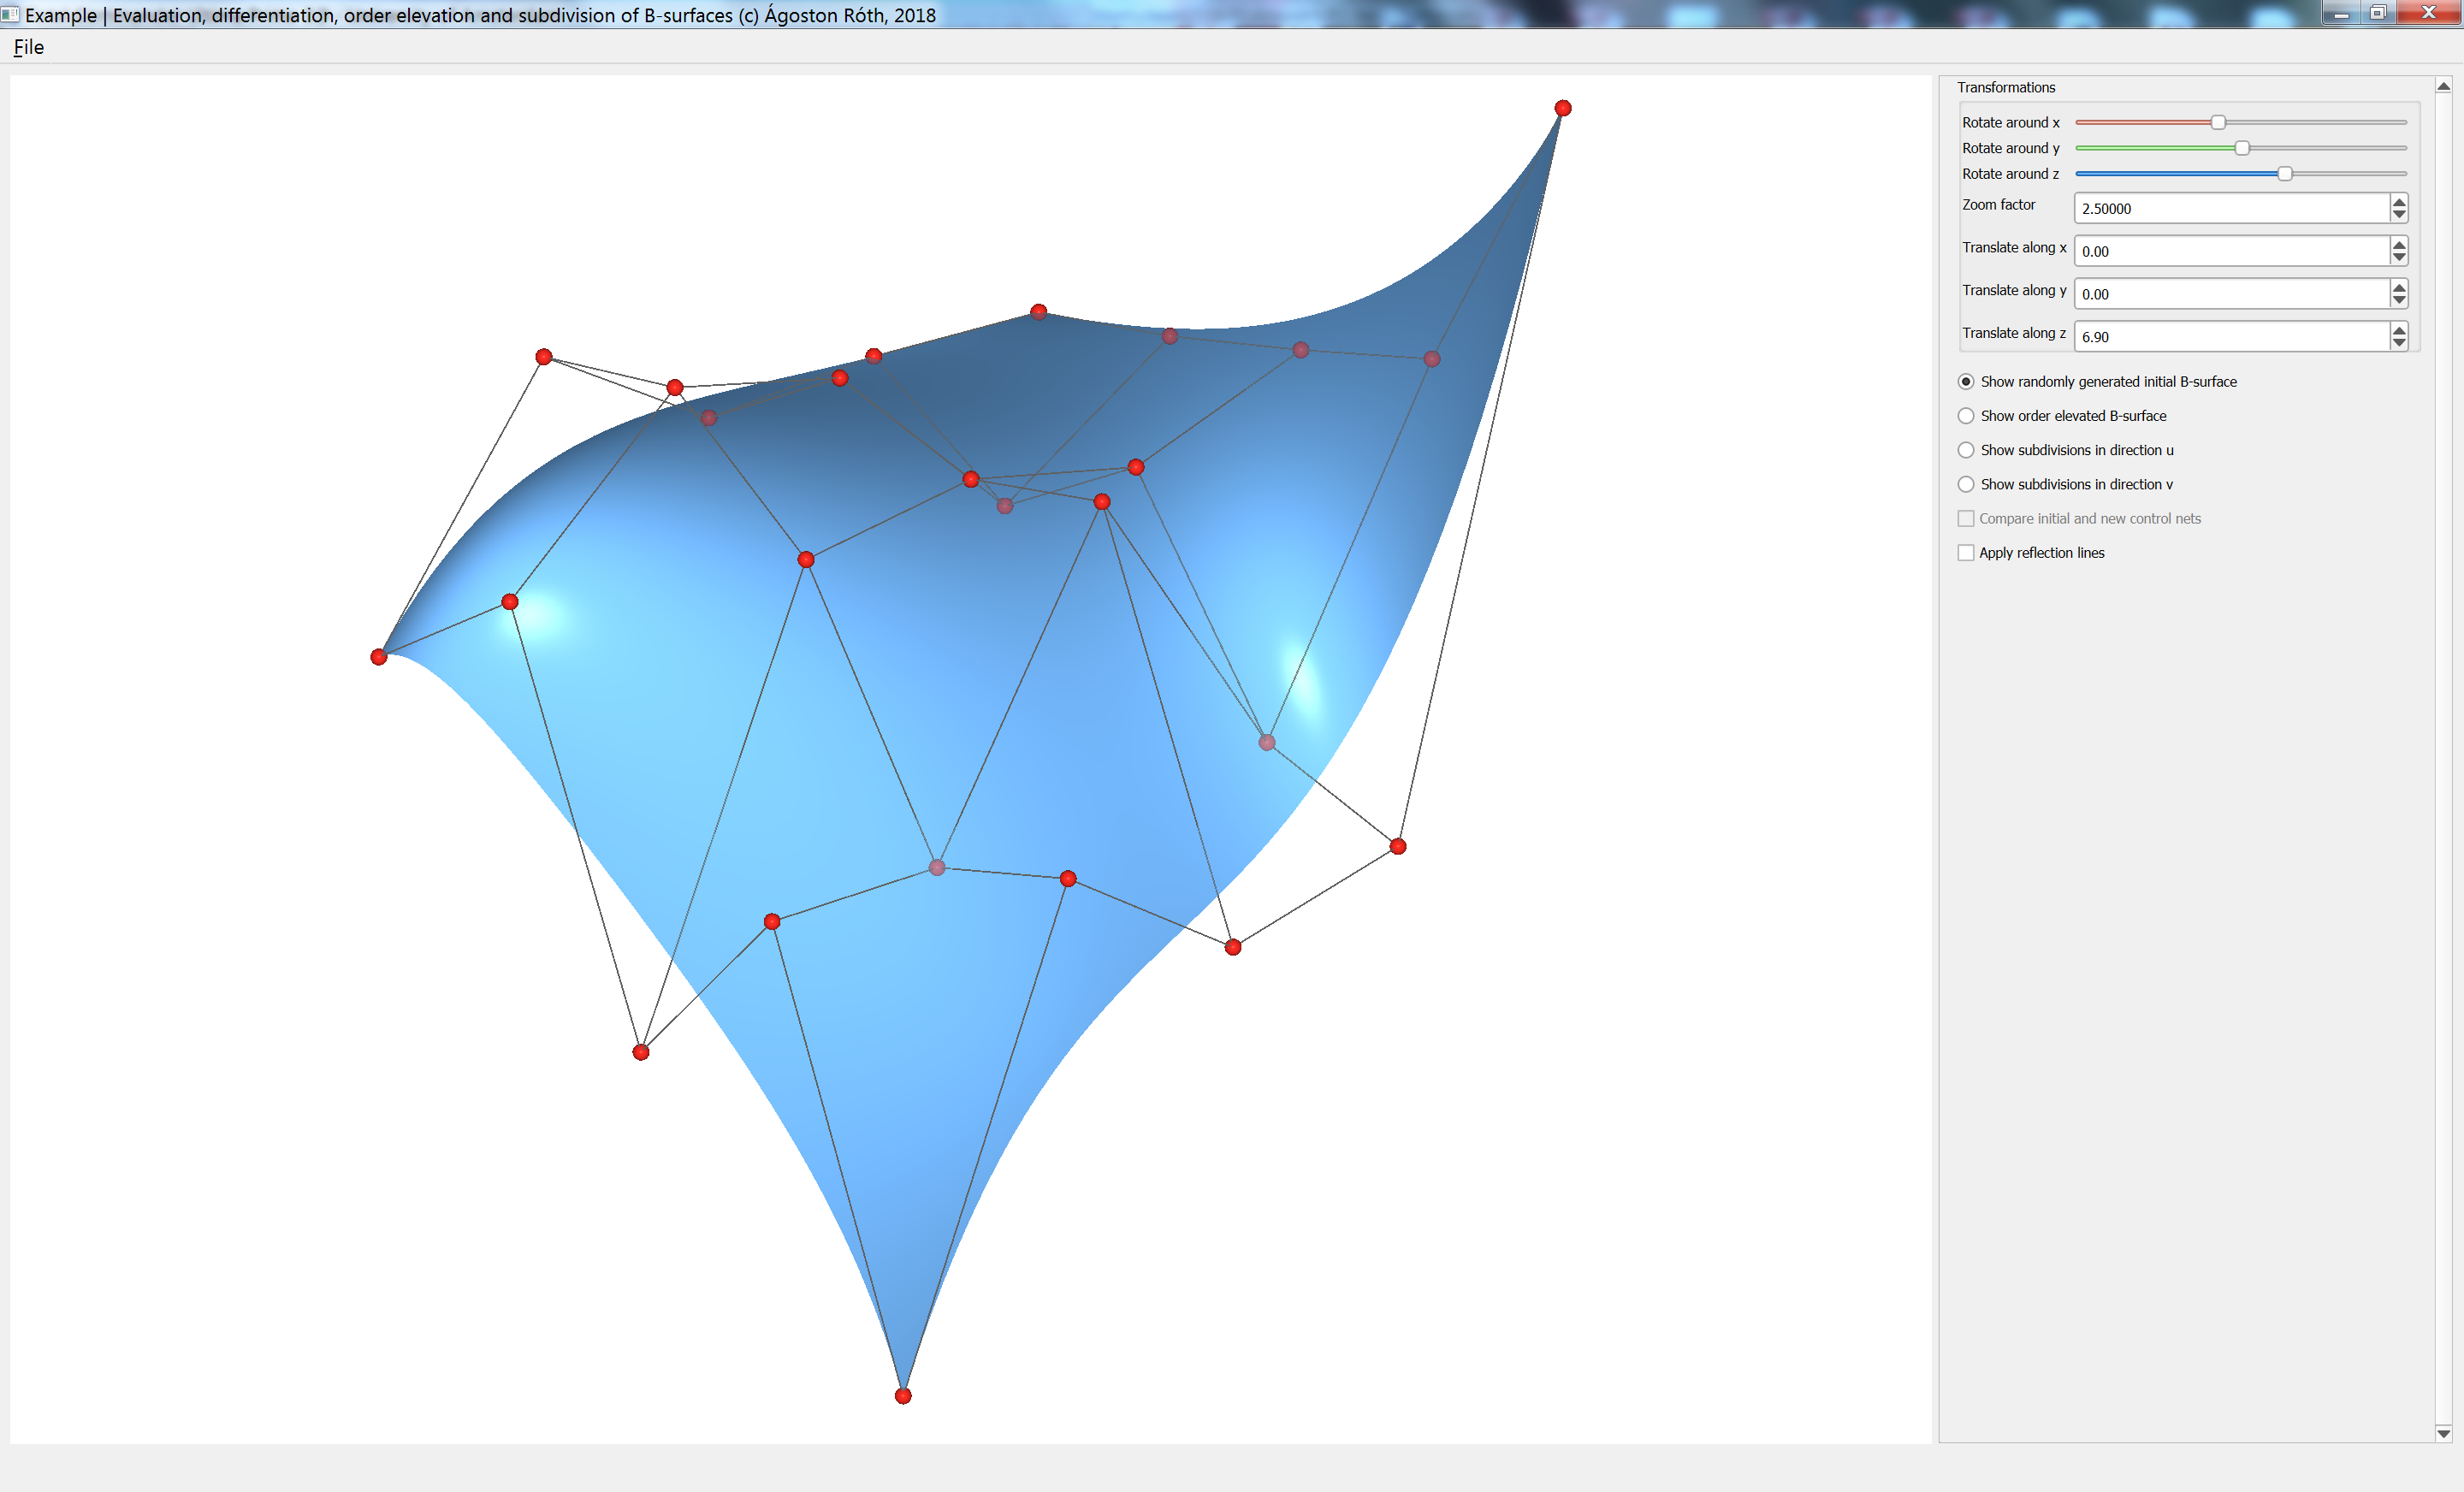 Example | Evaluation, differentiation, order elevation and subdivision of B-surfaces (c) Ágoston Róth, 2018
File
Transformations
Rotate around x
Rotate around y
Rotate around z
Zoom factor 2.50000
Translate along x 0.00
Translate along y 0.00
Translate along z 6.90
Show randomly generated initial B-surface
Show order elevated B-surface
Show subdivisions in direction u
Show subdivisions in direction v
Compare initial and new control nets
Apply reflection lines